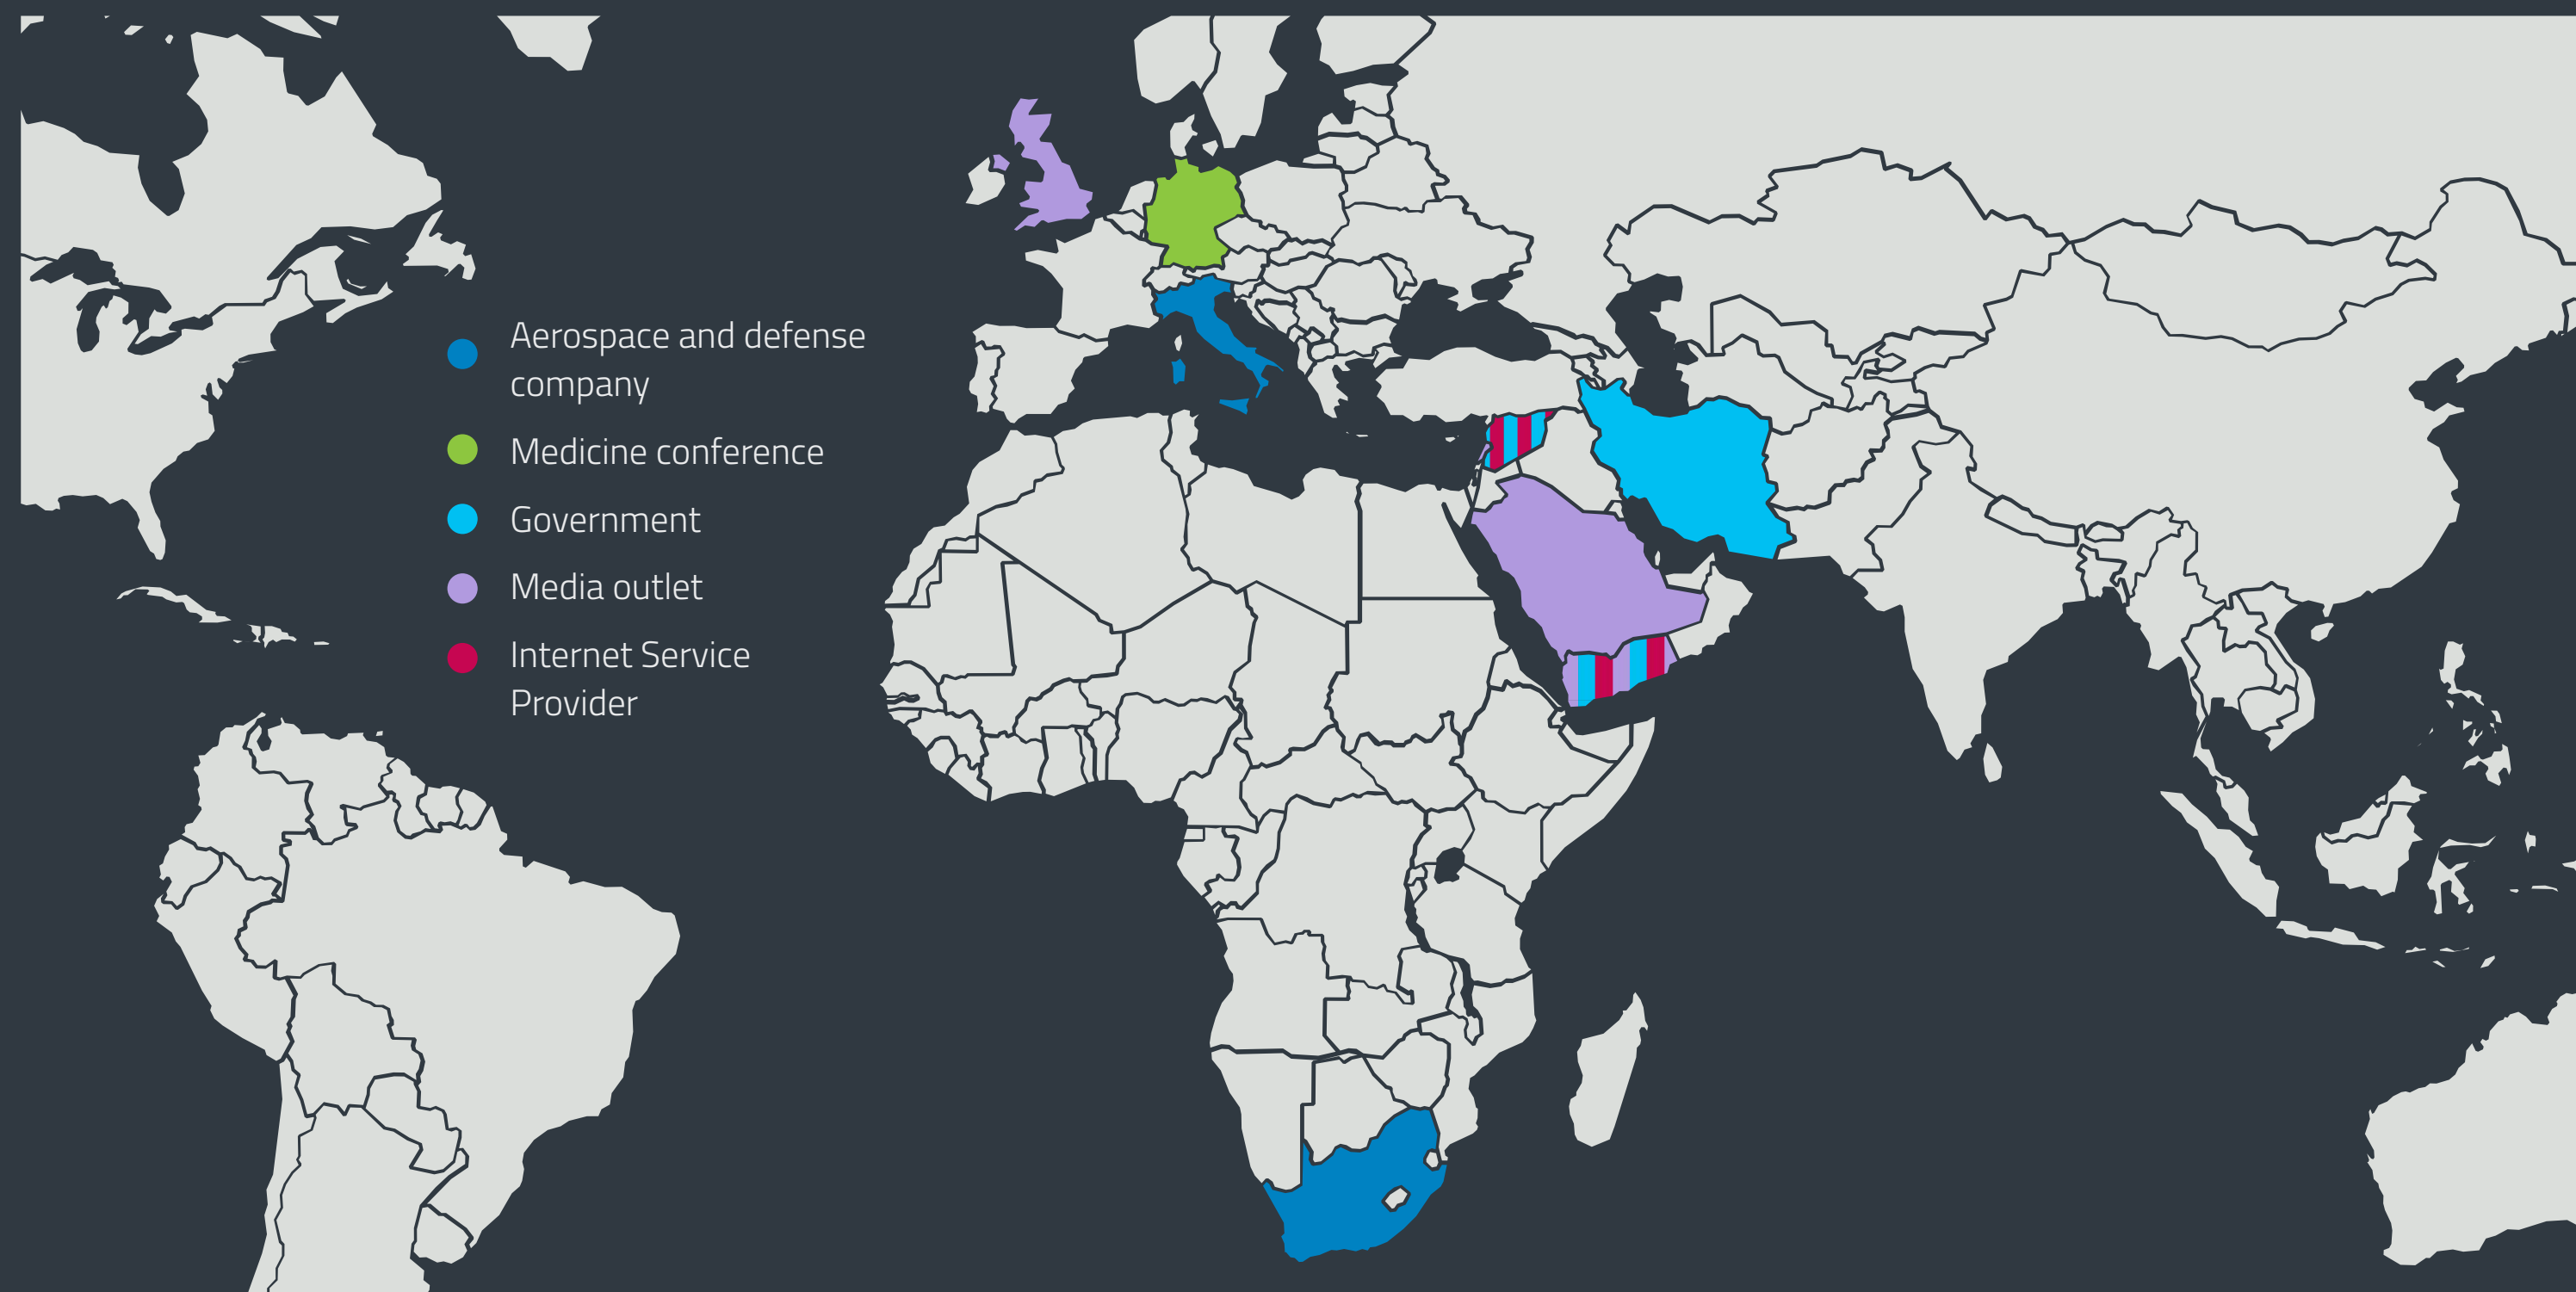 Aerospace and defense
company
Medicine conference
Government
Media outlet
Internet Service
Provider